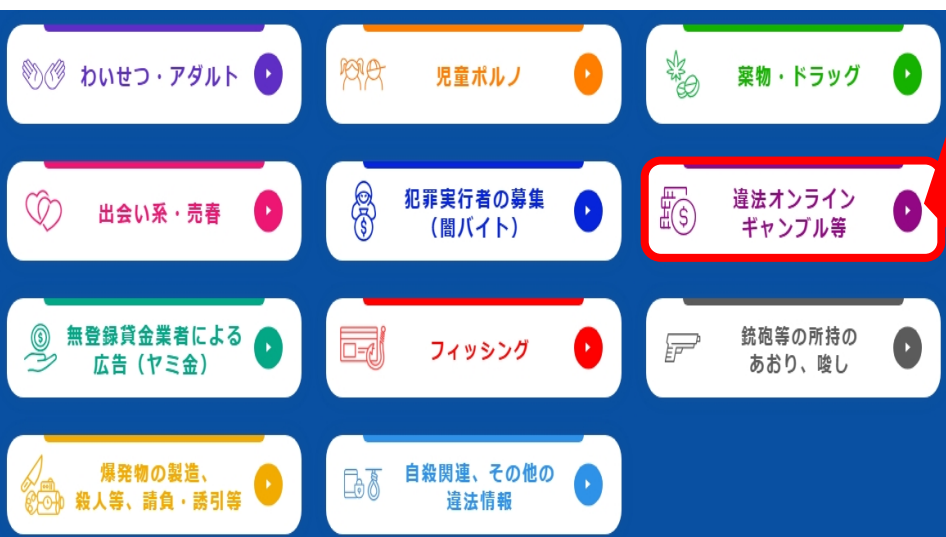 わいせつ・アダルト
児童ポルノ
薬物・ドラッグ
出会い系・売春
犯罪実行者の募集
（闇バイト）
違法オンライン
ギャンブル等
無登録貸金業者による
広告（ヤミ金）
フィッシング
銃砲等の所持の
あおり、唆し
爆発物の製造、
殺人等、請負・誘引等
自殺関連、その他の
違法情報